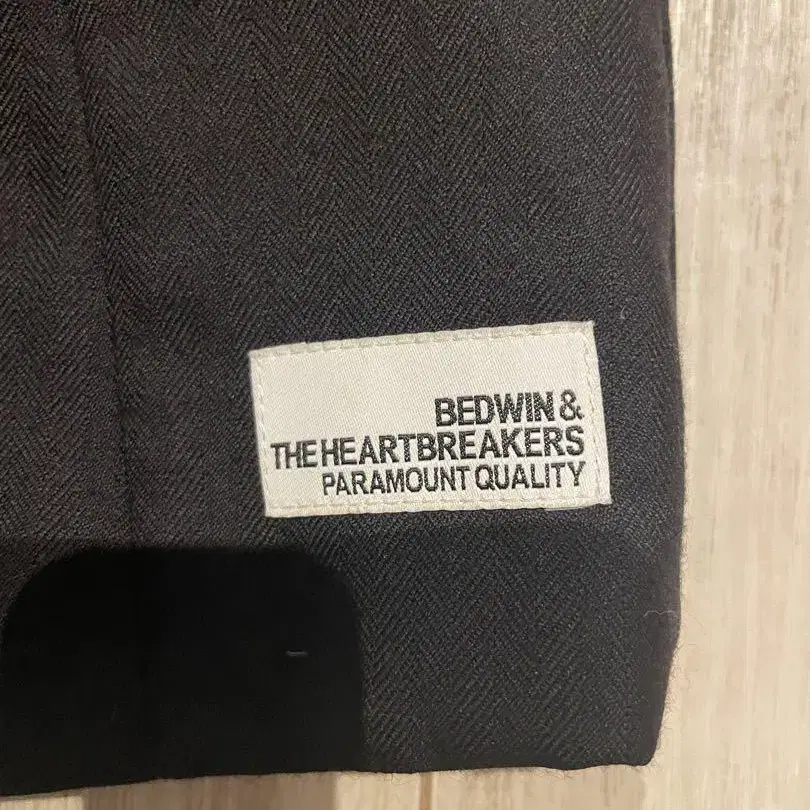 BEDWIN &
THE HEARTBREAKERS
PARAMOUNT QUALITY